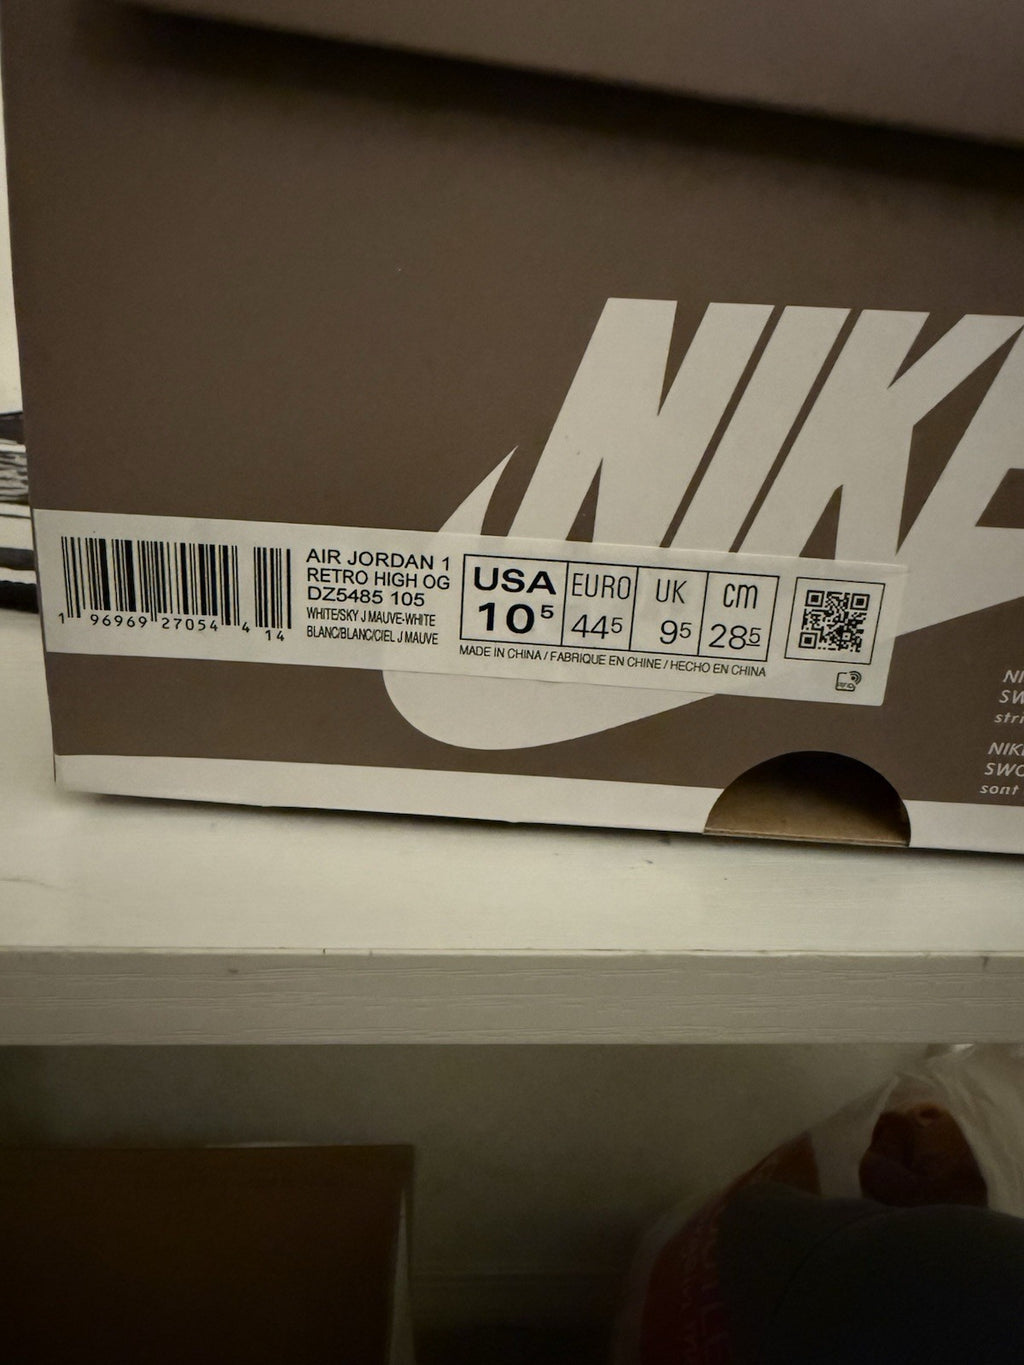 NIKE
AIR JORDAN 1
RETRO HIGH OG
DZ5485 105
WHITE/SKY J MAUVE-WHITE
BLANC/BLANC/CIEL J MAUVE
1 96969 27054 4 14
USA EURO UK CM
10⁵ 44⁵ 9⁵ 28⁵
MADE IN CHINA / FABRIQUE EN CHINE / HECHO EN CHINA